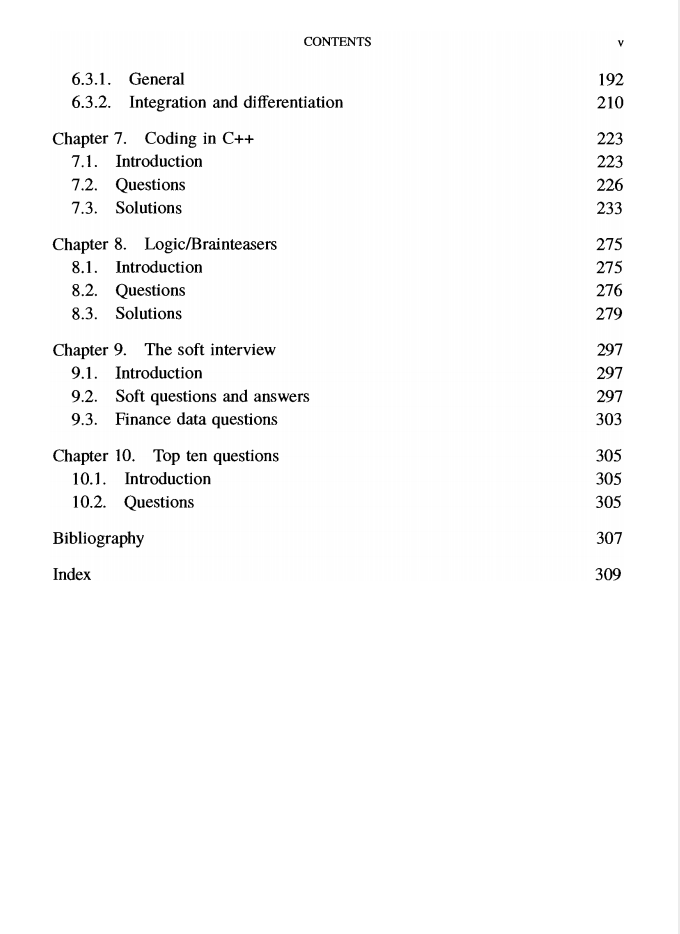 CONTENTS v
6.3.1. General 192
6.3.2. Integration and differentiation 210
Chapter 7. Coding in C++ 223
7.1. Introduction 223
7.2. Questions 226
7.3. Solutions 233
Chapter 8. Logic/Brainteasers 275
8.1. Introduction 275
8.2. Questions 276
8.3. Solutions 279
Chapter 9. The soft interview 297
9.1. Introduction 297
9.2. Soft questions and answers 297
9.3. Finance data questions 303
Chapter 10. Top ten questions 305
10.1. Introduction 305
10.2. Questions 305
Bibliography 307
Index 309